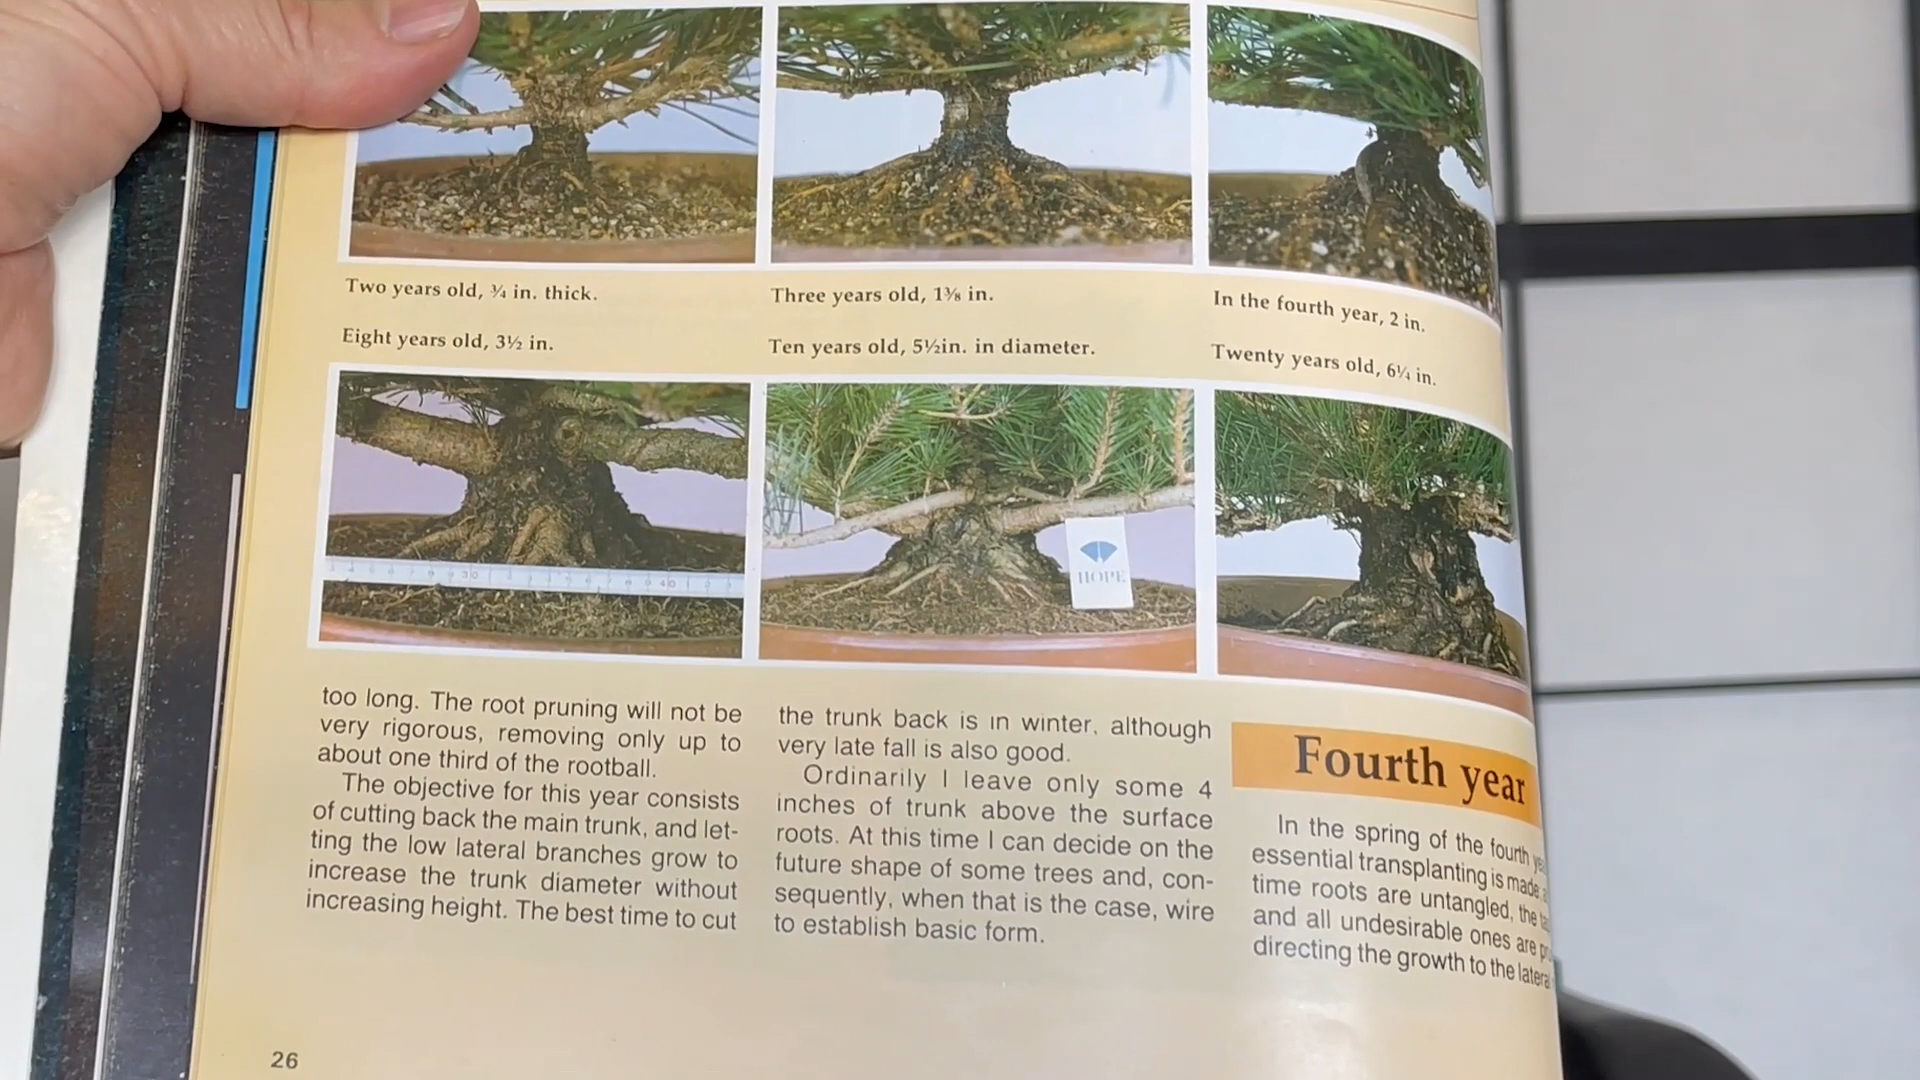 Two years old, ¾ in. thick.
Three years old, 1⅜ in.
In the fourth year, 2 in.
Eight years old, 3½ in.
Ten years old, 5½in. in diameter.
Twenty years old, 6¼ in.
30
40
HOPE
too long. The root pruning will not be
very rigorous, removing only up to
about one third of the rootball.
The objective for this year consists
of cutting back the main trunk, and let-
ting the low lateral branches grow to
increase the trunk diameter without
increasing height. The best time to cut
the trunk back is in winter, although
very late fall is also good.
Ordinarily I leave only some 4
inches of trunk above the surface
roots. At this time I can decide on the
future shape of some trees and, con-
sequently, when that is the case, wire
to establish basic form.
Fourth year
In the spring of the fourth
essential transplanting is made
time roots are untangled, the
and all undesirable ones are
directing the growth to the lateral
26